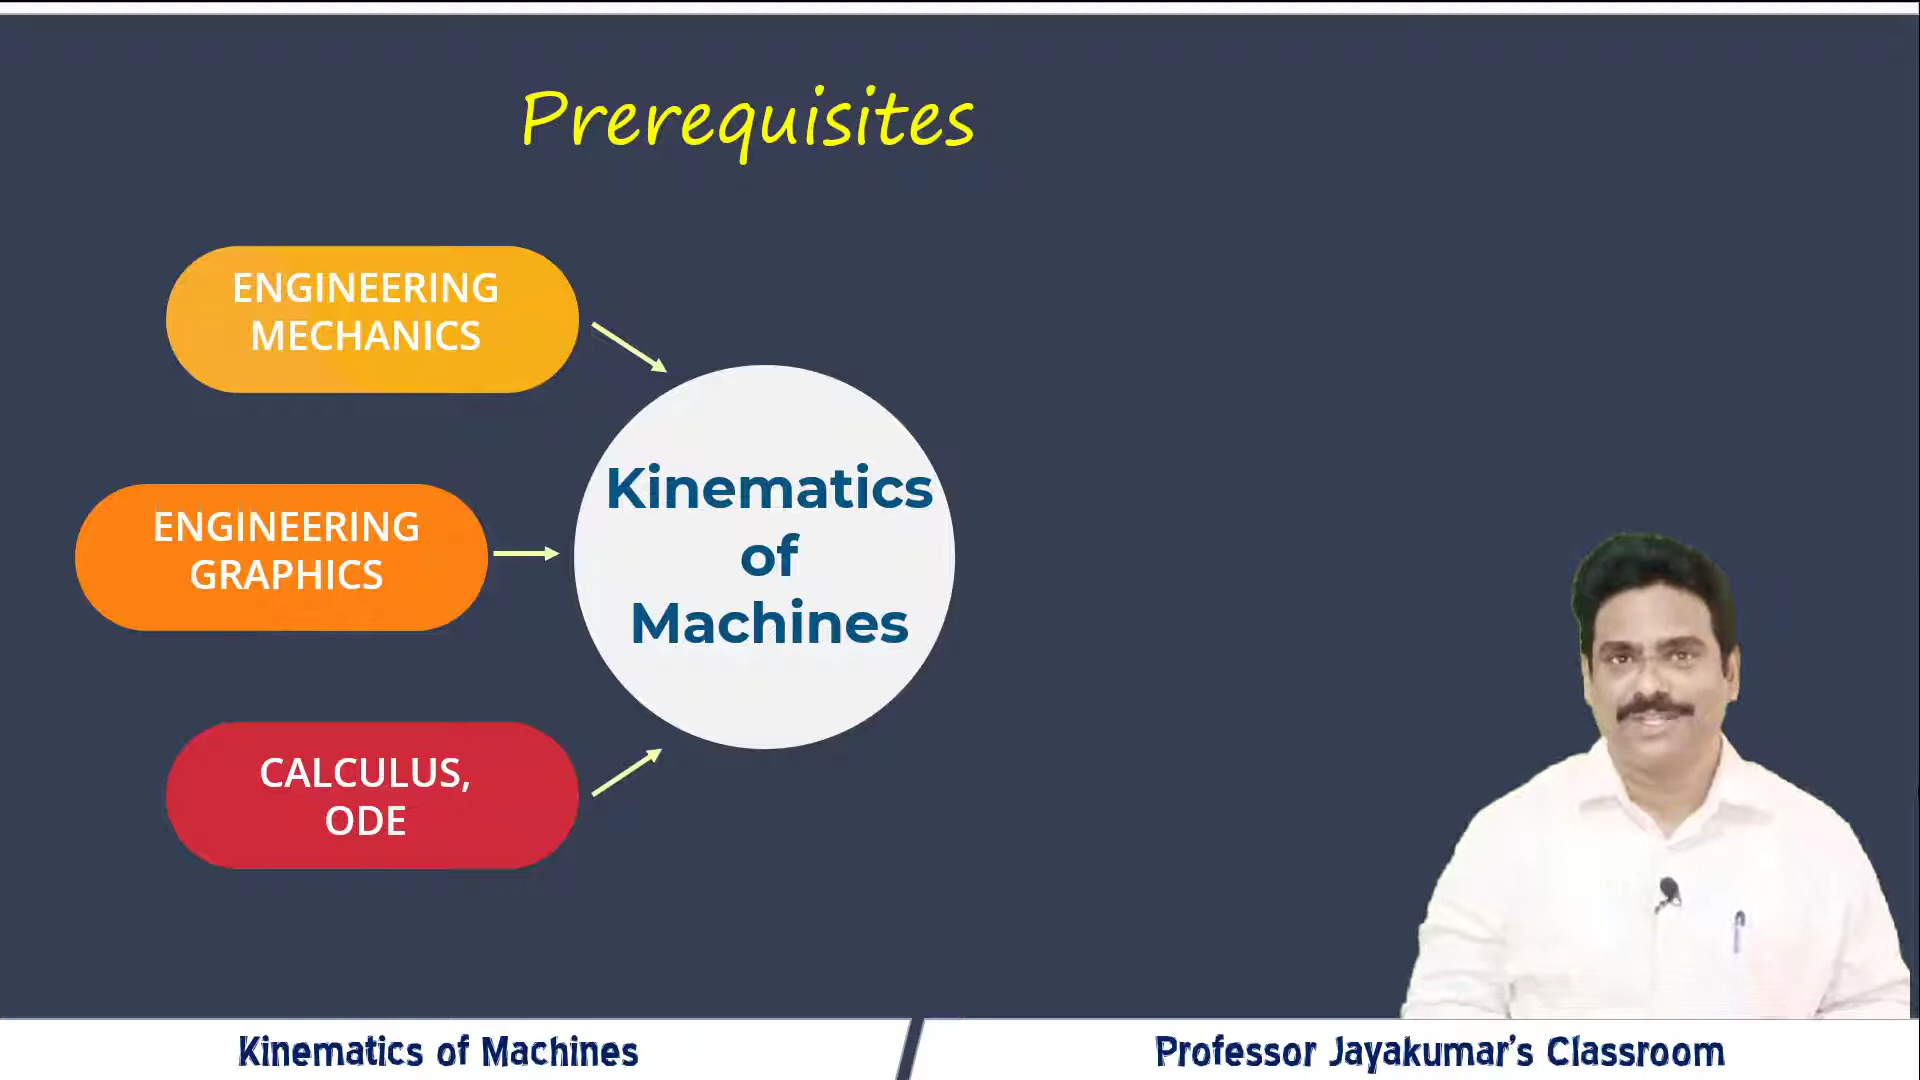 Prerequisites
ENGINEERING
MECHANICS
ENGINEERING
GRAPHICS
CALCULUS,
ODE
Kinematics
of
Machines
Kinematics of Machines
Professor Jayakumar's Classroom